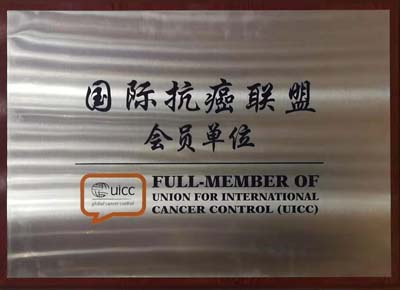 国际抗癌联盟
会员单位
uicc
global cancer control
FULL-MEMBER OF
UNION FOR INTERNATIONAL
CANCER CONTROL (UICC)